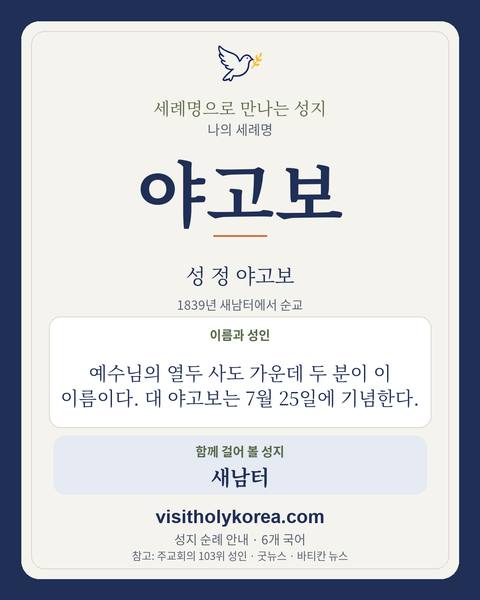 세례명으로 만나는 성지
나의 세례명
야고보
성 정 야고보
1839년 새남터에서 순교
이름과 성인
예수님의 열두 사도 가운데 두 분이 이
이름이다. 대 야고보는 7월 25일에 기념한다.
함께 걸어 볼 성지
새남터
visitholykorea.com
성지 순례 안내 · 6개 국어
참고: 주교회의 103위 성인 · 굿뉴스 · 바티칸 뉴스